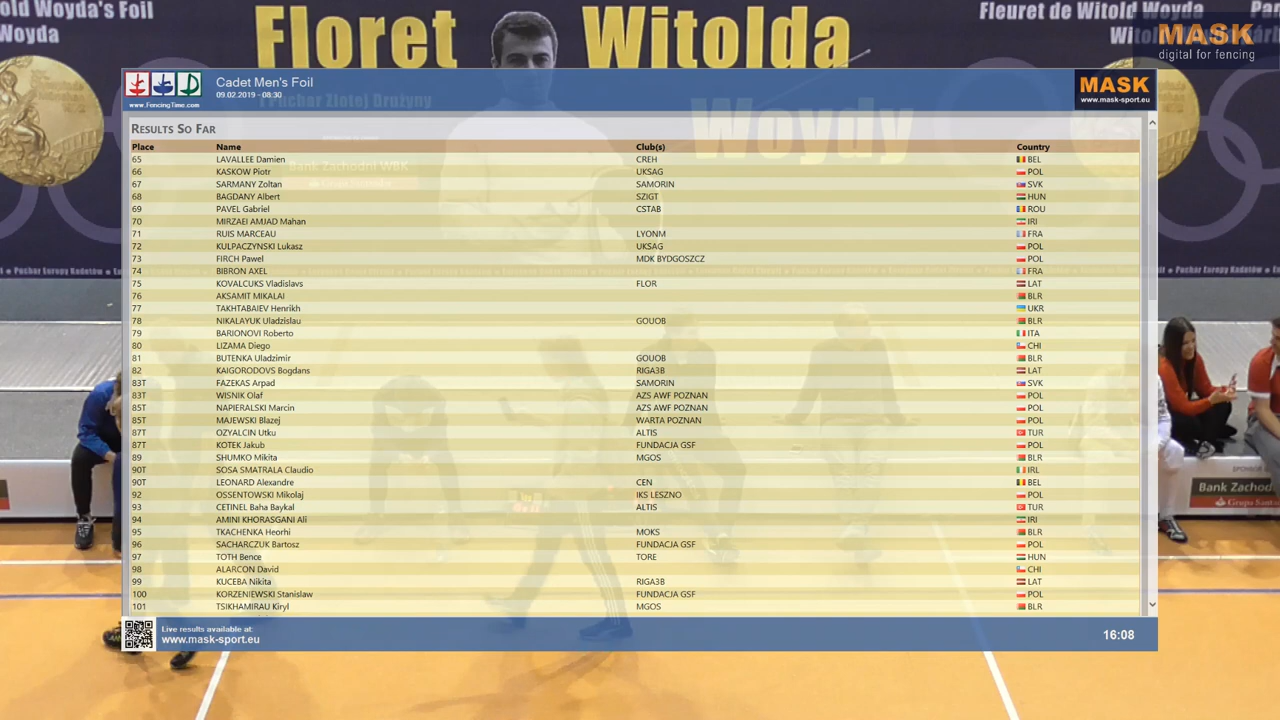 old Woyda's Foil
Woyda
Floret Witolda
Fleuret de Witold Woyda
MASK
digital for fencing
Cadet Men's Foil
09.02.2019 - 08:30
www.FencingTime.com
MASK
www.mask-sport.eu
Puchar Zlotej Drużyny
Woydy
Bank Zachodni WBK
RESULTS SO FAR
Place Name Club(s) Country
65 LAVALLEE Damien CREH BEL
66 KASKOW Piotr UKSAG POL
67 SARMANY Zoltan SAMORIN SVK
68 BAGDANY Albert SZIGT HUN
69 PAVEL Gabriel CSTAB ROU
70 MIRZAEI AMJAD Mahan IRI
71 RUIS MARCEAU LYONM FRA
72 KULPACZYNSKI Lukasz UKSAG POL
73 FIRCH Pawel MDK BYDGOSZCZ POL
74 BIBRON AXEL FRA
75 KOVALCUKS Vladislavs FLOR LAT
76 AKSAMIT MIKALAI BLR
77 TAKHTABAIEV Henrikh UKR
78 NIKALAYUK Uladzislau GOUOB BLR
79 BARIONOVI Roberto ITA
80 LIZAMA Diego CHI
81 BUTENKA Uladzimir GOUOB BLR
82 KAIGORODOVS Bogdans RIGA3B LAT
83T FAZEKAS Arpad SAMORIN SVK
83T WISNIK Olaf AZS AWF POZNAN POL
85T NAPIERALSKI Marcin AZS AWF POZNAN POL
85T MAJEWSKI Blazej WARTA POZNAN POL
87T OZYALCIN Utku ALTIS TUR
87T KOTEK Jakub FUNDACJA GSF POL
89 SHUMKO Mikita MGOS BLR
90T SOSA SMATRALA Claudio IRL
90T LEONARD Alexandre CEN BEL
92 OSSENTOWSKI Mikolaj IKS LESZNO POL
93 CETINEL Baha Baykal ALTIS TUR
94 AMINI KHORASGANI Ali IRI
95 TKACHENKA Heorhi MOKS BLR
96 SACHARCZUK Bartosz FUNDACJA GSF POL
97 TOTH Bence TORE HUN
98 ALARCON David CHI
99 KUCEBA Nikita RIGA3B LAT
100 KORZENIEWSKI Stanislaw FUNDACJA GSF POL
101 TSIKHAMIRAU Kiryl MGOS BLR
Puchar Europy Kadetów
Bank Zachod
Live results available at:
www.mask-sport.eu
16:08